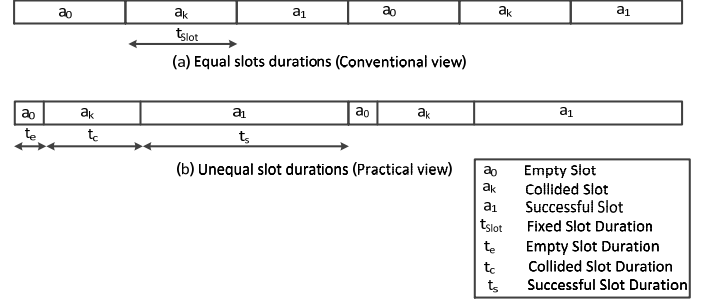 a0 ak a1 a0 ak a1
tSlot
(a) Equal slots durations (Conventional view)
a0 ak a1 a0 ak a1
te tc ts
(b) Unequal slot durations (Practical view)
a0 Empty Slot
ak Collided Slot
a1 Successful Slot
tSlot Fixed Slot Duration
te Empty Slot Duration
tc Collided Slot Duration
ts Successful Slot Duration